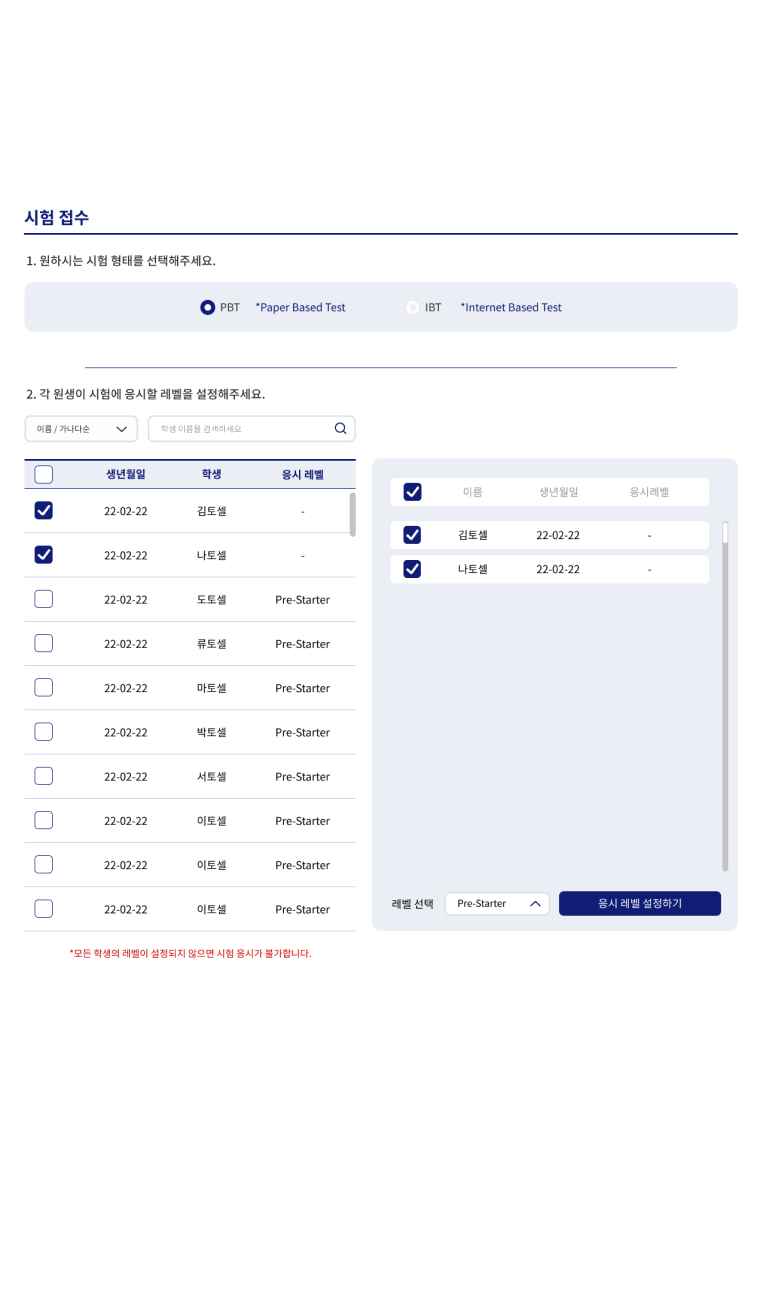 시험 접수
1. 원하시는 시험 형태를 선택해주세요.
PBT *Paper Based Test IBT *Internet Based Test
2. 각 원생이 시험에 응시할 레벨을 설정해주세요.
이름 / 가나다순 학생 이름을 검색하세요
생년월일 학생 응시 레벨
22-02-22 김토셀 -
22-02-22 나토셀 -
22-02-22 도토셀 Pre-Starter
22-02-22 류토셀 Pre-Starter
22-02-22 마토셀 Pre-Starter
22-02-22 박토셀 Pre-Starter
22-02-22 서토셀 Pre-Starter
22-02-22 이토셀 Pre-Starter
22-02-22 이토셀 Pre-Starter
22-02-22 이토셀 Pre-Starter
*모든 학생의 레벨이 설정되지 않으면 시험 응시가 불가합니다.
이름 생년월일 응시레벨
김토셀 22-02-22 -
나토셀 22-02-22 -
레벨 선택 Pre-Starter 응시 레벨 설정하기